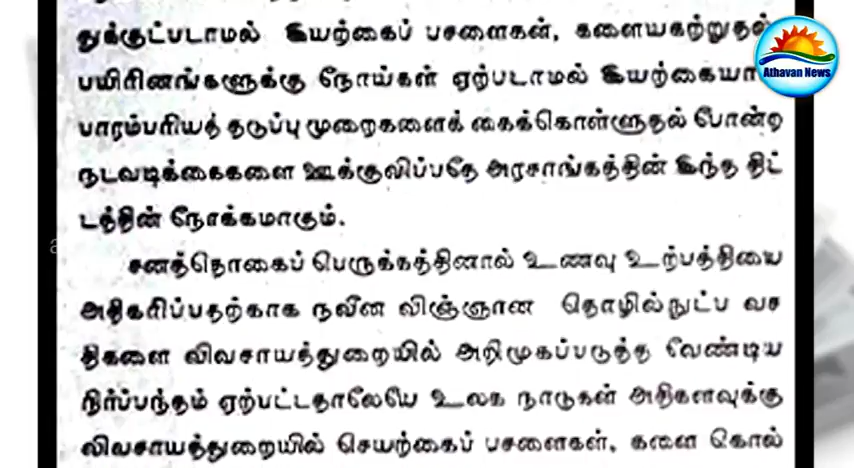 துக்குட்படாமல் இயற்கைப் பசளைகள், களையகற்றுதல்
பயிரினங்களுக்கு நோய்கள் ஏற்படாமல் இயற்கையா
பாரம்பரியத் தடுப்பு முறைகளைக் கைக்கொள்ளுதல் போன்ற
நடவடிக்கைகளை ஊக்குவிப்பதே அரசாங்கத்தின் இந்த திட்
டத்தின் நோக்கமாகும்.
சனத்தொகைப் பெருக்கத்தினால் உணவு உற்பத்தியை
அதிகரிப்பதற்காக நவீன விஞ்ஞான தொழில்நுட்ப வச
திகளை விவசாயத்துறையில் அறிமுகப்படுத்த வேண்டிய
நிர்ப்பந்தம் ஏற்பட்டதாலேயே உலக நாடுகள் அதிகளவுக்கு
விவசாயத்துறையில் செயற்கைப் பசளைகள், களை கொல்
Athavan News